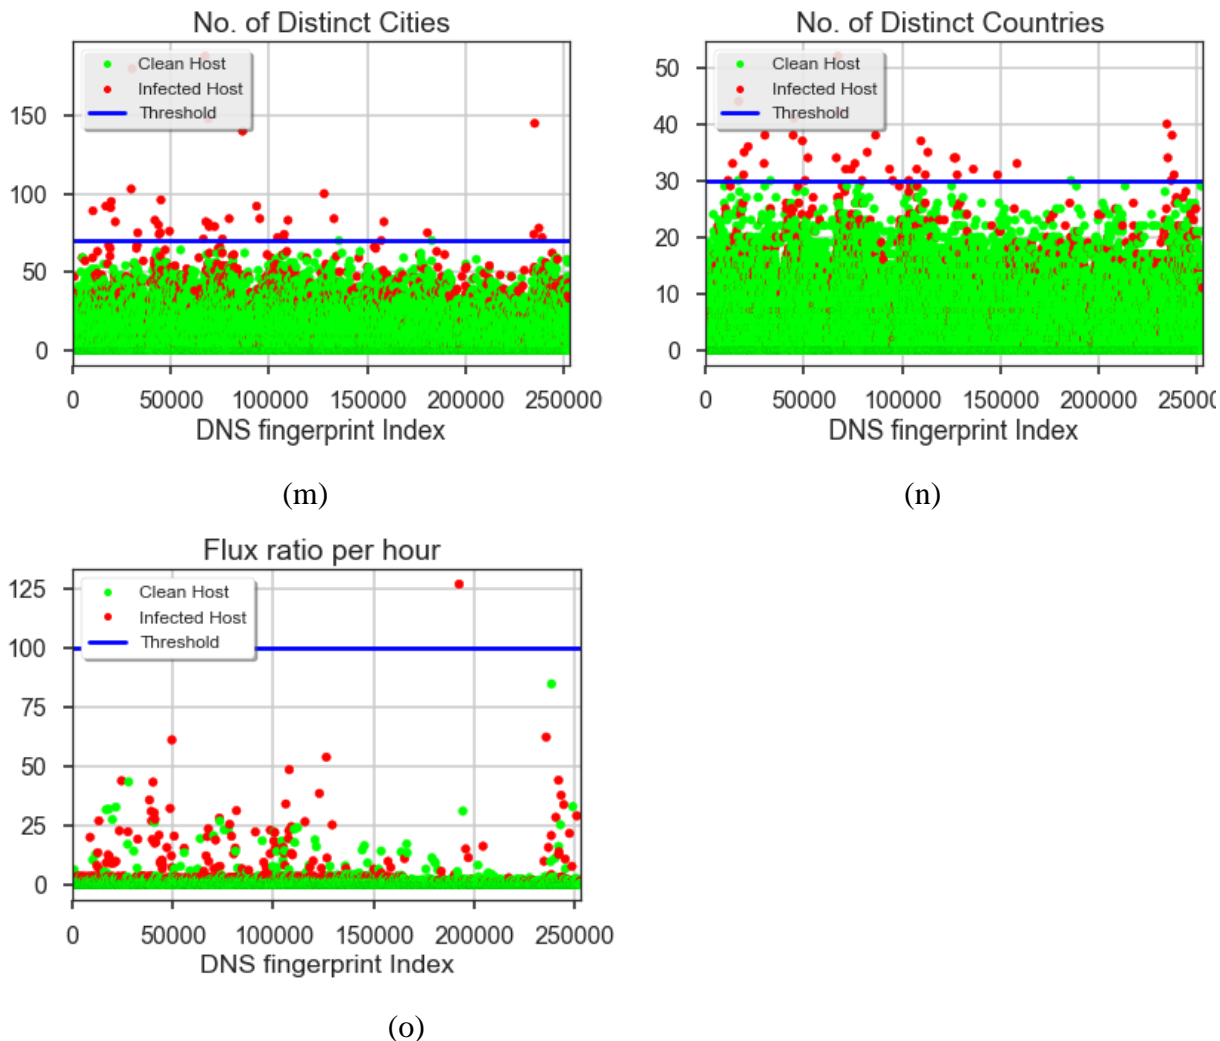 No. of Distinct Cities
Clean Host
Infected Host
Threshold
150
100
50
0
0 50000 100000 150000 200000 250000
DNS fingerprint Index
(m)
No. of Distinct Countries
Clean Host
Infected Host
Threshold
50
40
30
20
10
0
0 50000 100000 150000 200000 25000
DNS fingerprint Index
(n)
Flux ratio per hour
Clean Host
Infected Host
Threshold
125
100
75
50
25
0
0 50000 100000 150000 200000 250000
DNS fingerprint Index
(o)